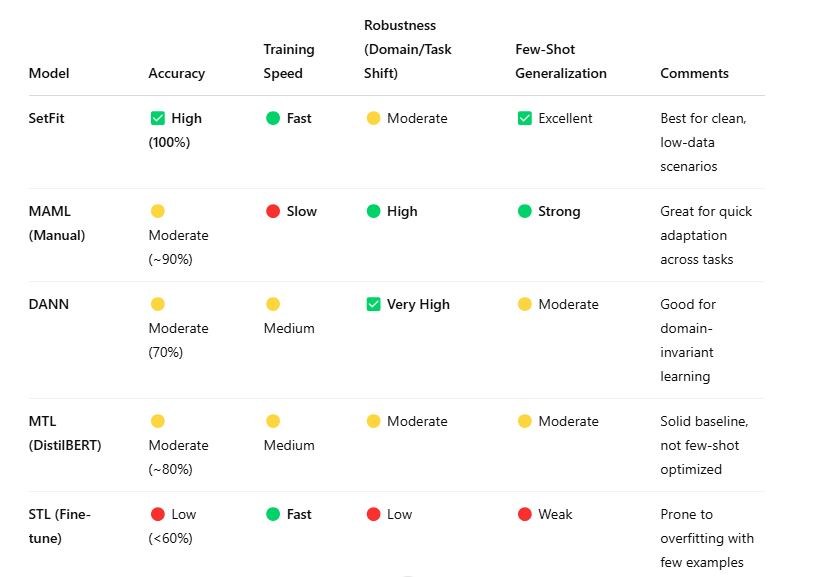 Model
Accuracy
Training
Speed
Robustness
(Domain/Task
Shift)
Few-Shot
Generalization
Comments
SetFit
✅ High
(100%)
🟢 Fast
🟡 Moderate
✅ Excellent
Best for clean,
low-data
scenarios
MAML
(Manual)
🟡
Moderate
(~90%)
🔴 Slow
🟢 High
🟢 Strong
Great for quick
adaptation
across tasks
DANN
🟡
Moderate
(70%)
🟡
Medium
✅ Very High
🟡 Moderate
Good for
domain-
invariant
learning
MTL
(DistilBERT)
🟡
Moderate
(~80%)
🟡
Medium
🟡 Moderate
🟡 Moderate
Solid baseline,
not few-shot
optimized
STL (Fine-
tune)
🔴 Low
(<60%)
🟢 Fast
🔴 Low
🔴 Weak
Prone to
overfitting with
few examples